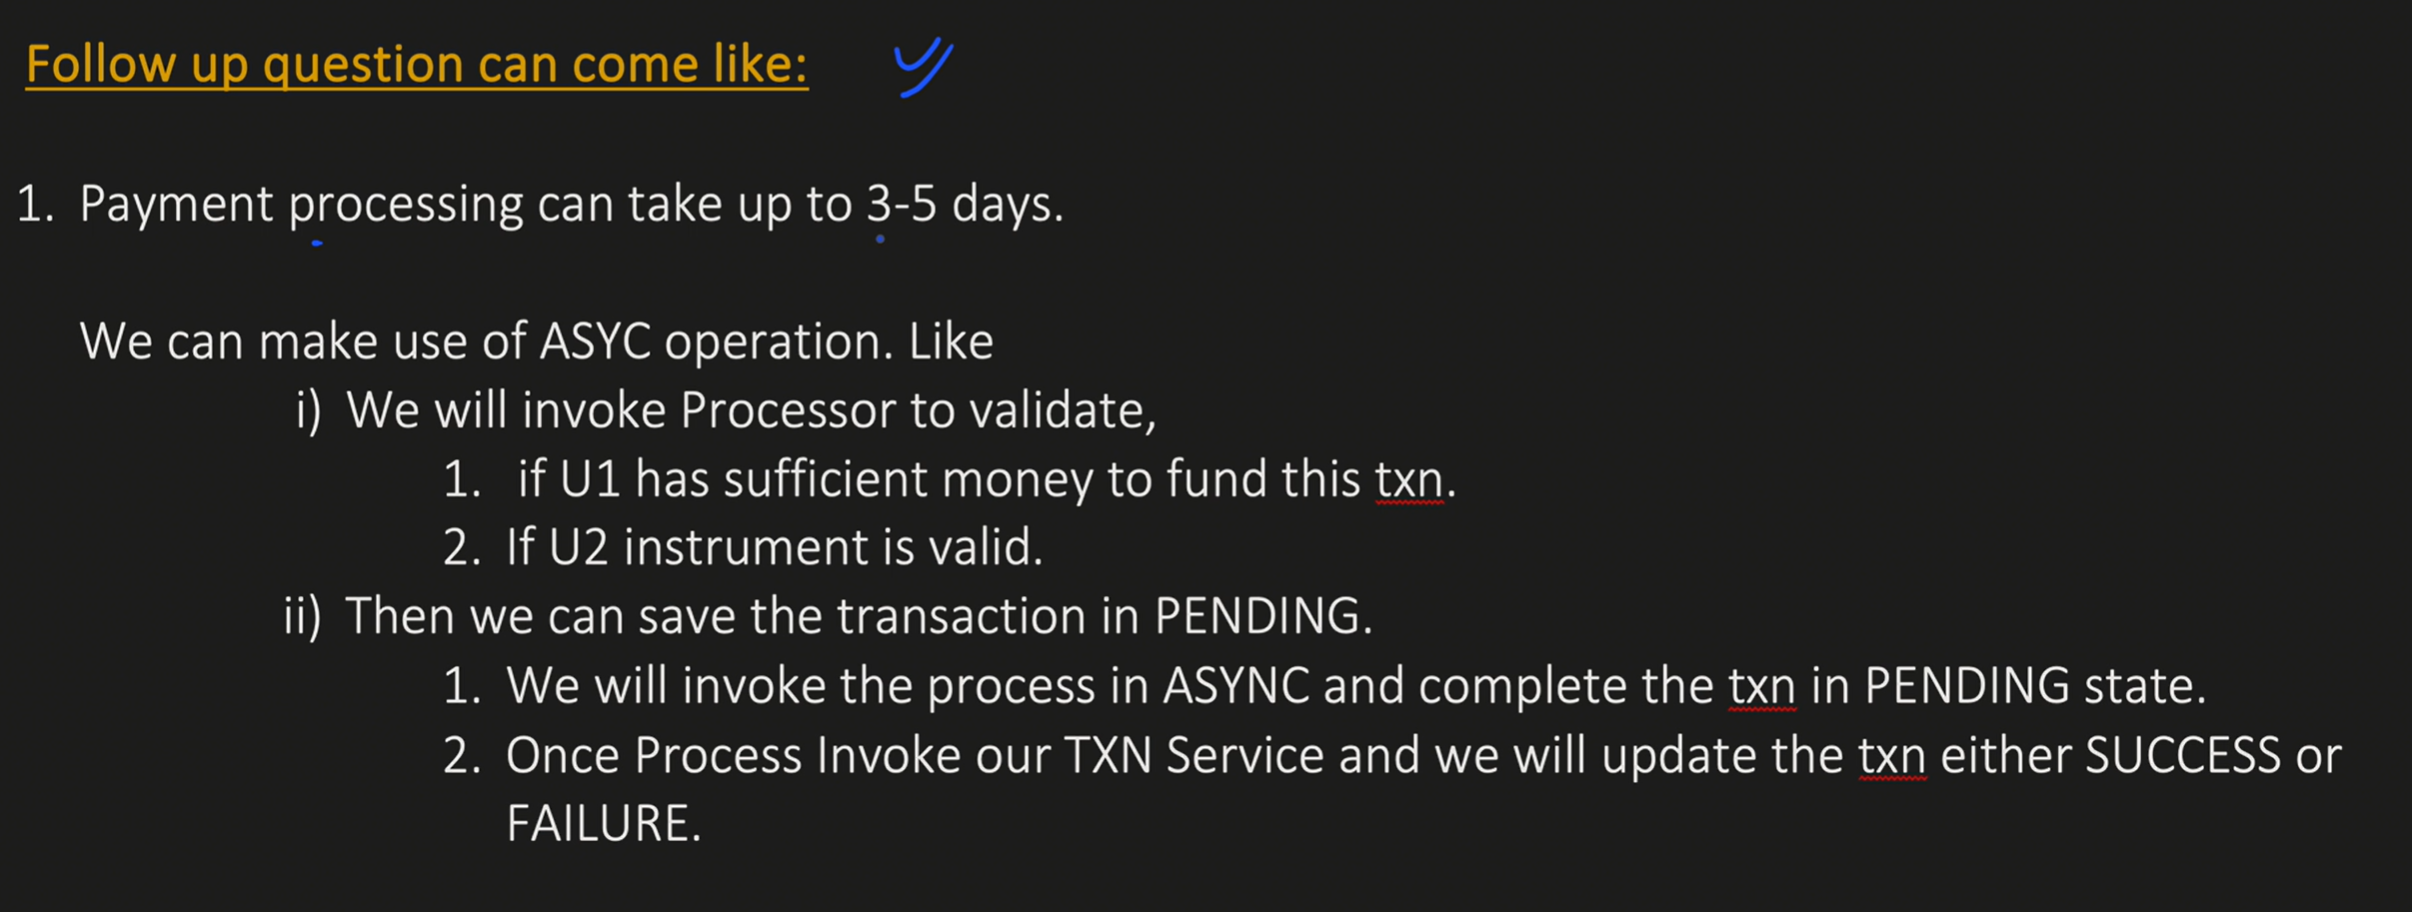 Follow up question can come like:
1. Payment processing can take up to 3-5 days.
We can make use of ASYC operation. Like
i) We will invoke Processor to validate,
1. if U1 has sufficient money to fund this txn.
2. If U2 instrument is valid.
ii) Then we can save the transaction in PENDING.
1. We will invoke the process in ASYNC and complete the txn in PENDING state.
2. Once Process Invoke our TXN Service and we will update the txn either SUCCESS or
FAILURE.